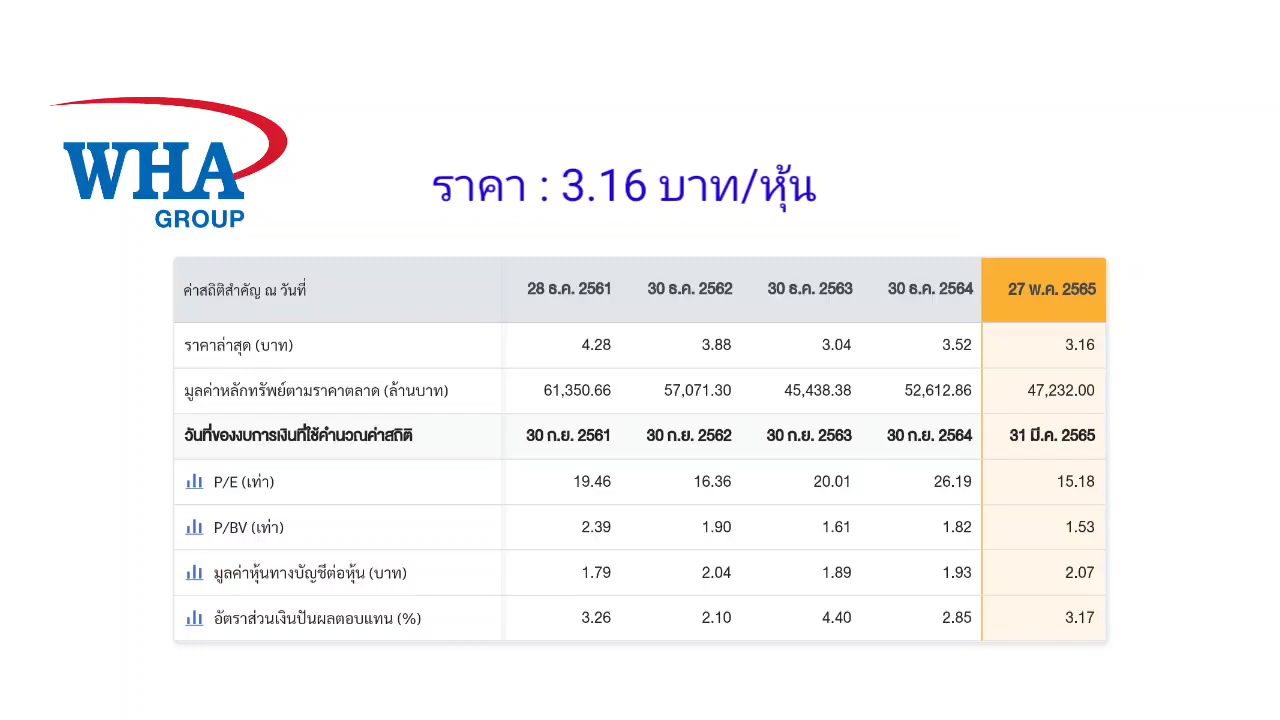 WHA
GROUP
ราคา : 3.16 บาท/หุ้น
ค่าสถิติสำคัญ ณ วันที่ 28 ธ.ค. 2561 30 ธ.ค. 2562 30 ธ.ค. 2563 30 ธ.ค. 2564 27 พ.ค. 2565
ราคาล่าสุด (บาท) 4.28 3.88 3.04 3.52 3.16
มูลค่าหลักทรัพย์ตามราคาตลาด (ล้านบาท) 61,350.66 57,071.30 45,438.38 52,612.86 47,232.00
วันที่ของงบการเงินที่ใช้คำนวณค่าสถิติ 30 ก.ย. 2561 30 ก.ย. 2562 30 ก.ย. 2563 30 ก.ย. 2564 31 มี.ค. 2565
P/E (เท่า) 19.46 16.36 20.01 26.19 15.18
P/BV (เท่า) 2.39 1.90 1.61 1.82 1.53
มูลค่าหุ้นทางบัญชีต่อหุ้น (บาท) 1.79 2.04 1.89 1.93 2.07
อัตราส่วนเงินปันผลตอบแทน (%) 3.26 2.10 4.40 2.85 3.17